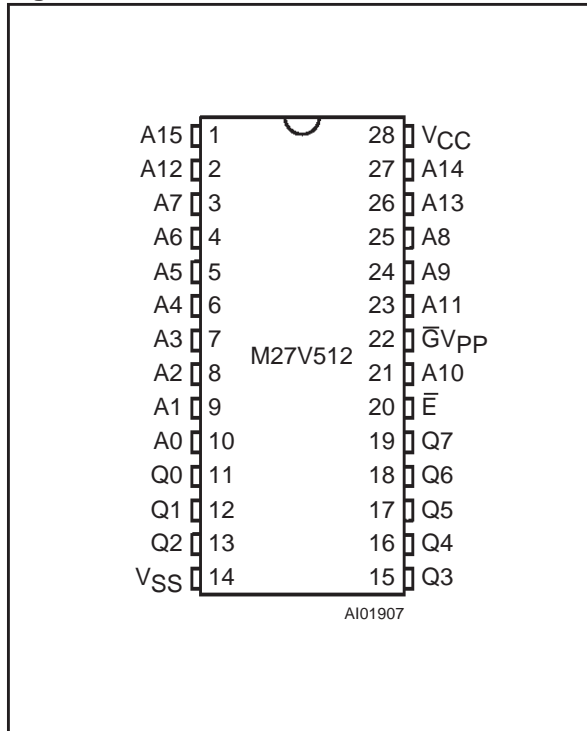 A15 1 28 VCC
A12 2 27 A14
A7 3 26 A13
A6 4 25 A8
A5 5 24 A9
A4 6 23 A11
A3 7 22 G̅VPP
M27V512
A2 8 21 A10
A1 9 20 E̅
A0 10 19 Q7
Q0 11 18 Q6
Q1 12 17 Q5
Q2 13 16 Q4
VSS 14 15 Q3
AI01907